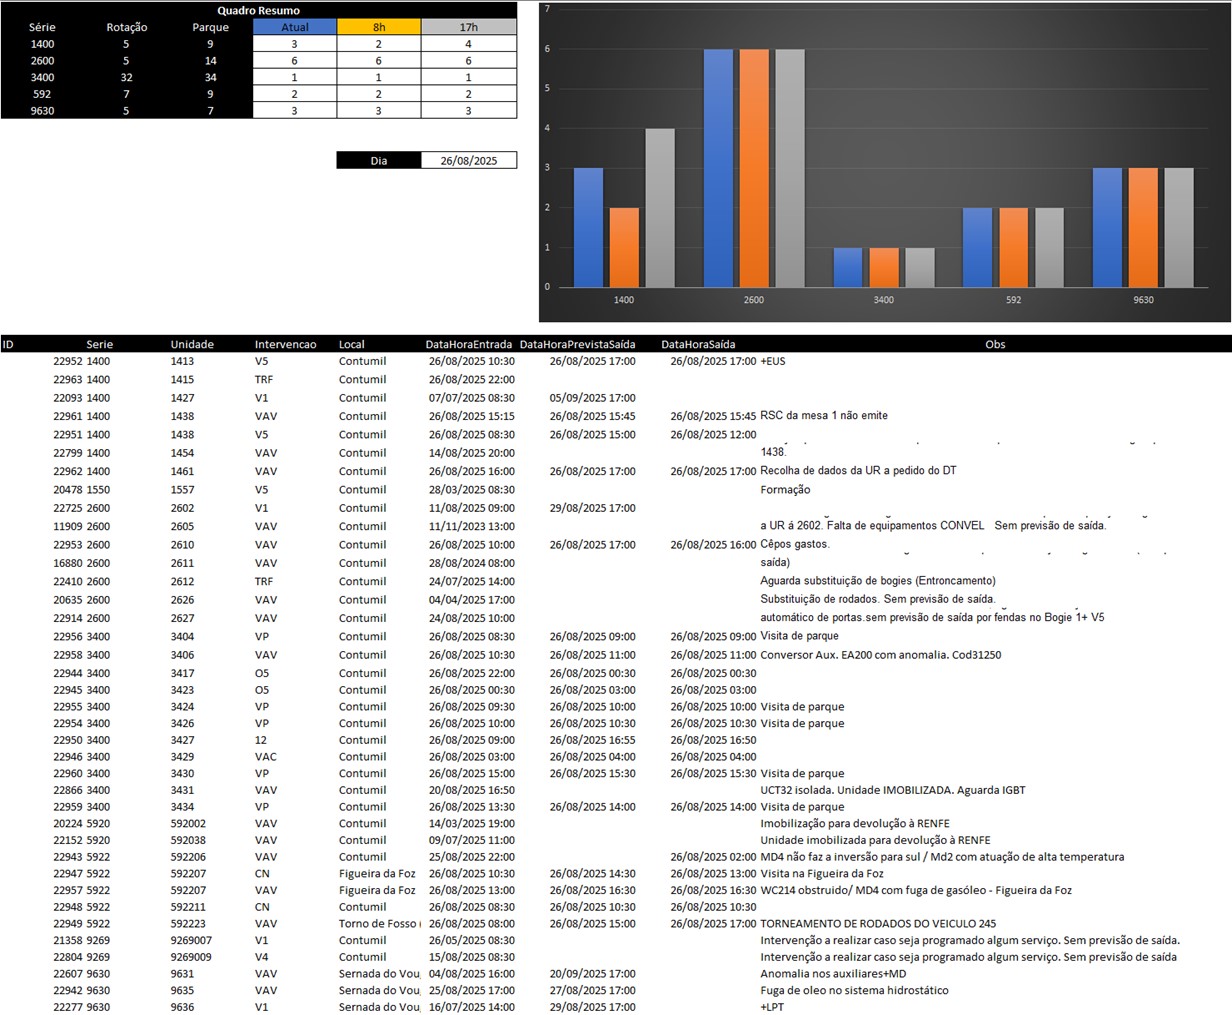 Quadro Resumo
Série Rotação Parque Atual 8h 17h
1400 5 9 3 2 4
2600 5 14 6 6 6
3400 32 34 1 1 1
592 7 9 2 2 2
9630 5 7 3 3 3
Dia 26/08/2025
7
6
5
4
3
2
1
0
1400 2600 3400 592 9630
ID Serie Unidade Intervencao Local DataHoraEntrada DataHoraPrevistaSaída DataHoraSaída Obs
22952 1400 1413 V5 Contumil 26/08/2025 10:30 26/08/2025 17:00 26/08/2025 17:00 +EUS
22963 1400 1415 TRF Contumil 26/08/2025 22:00
22093 1400 1427 V1 Contumil 07/07/2025 08:30 05/09/2025 17:00
22961 1400 1438 VAV Contumil 26/08/2025 15:15 26/08/2025 15:45 26/08/2025 15:45 RSC da mesa 1 não emite
22951 1400 1438 V5 Contumil 26/08/2025 08:30 26/08/2025 15:00 26/08/2025 12:00
22799 1400 1454 VAV Contumil 14/08/2025 20:00 1438.
22962 1400 1461 VAV Contumil 26/08/2025 16:00 26/08/2025 17:00 26/08/2025 17:00 Recolha de dados da UR a pedido do DT
20478 1550 1557 V5 Contumil 28/03/2025 08:30 Formação
22725 2600 2602 V1 Contumil 11/08/2025 09:00 29/08/2025 17:00
11909 2600 2605 VAV Contumil 11/11/2023 13:00 a UR á 2602. Falta de equipamentos CONVEL Sem previsão de saída.
22953 2600 2610 VAV Contumil 26/08/2025 10:00 26/08/2025 17:00 26/08/2025 16:00 Cêpos gastos.
16880 2600 2611 VAV Contumil 28/08/2024 08:00 saída)
22410 2600 2612 TRF Contumil 24/07/2025 14:00 Aguarda substituição de bogies (Entroncamento)
20635 2600 2626 VAV Contumil 04/04/2025 17:00 Substituição de rodados. Sem previsão de saída.
22914 2600 2627 VAV Contumil 24/08/2025 10:00 automático de portas.sem previsão de saída por fendas no Bogie 1+ V5
22956 3400 3404 VP Contumil 26/08/2025 08:30 26/08/2025 09:00 26/08/2025 09:00 Visita de parque
22958 3400 3406 VAV Contumil 26/08/2025 10:30 26/08/2025 11:00 26/08/2025 11:00 Conversor Aux. EA200 com anomalia. Cod31250
22944 3400 3417 O5 Contumil 26/08/2025 22:00 26/08/2025 00:30 26/08/2025 00:30
22945 3400 3423 O5 Contumil 26/08/2025 00:30 26/08/2025 03:00 26/08/2025 03:00
22955 3400 3424 VP Contumil 26/08/2025 09:30 26/08/2025 10:00 26/08/2025 10:00 Visita de parque
22954 3400 3426 VP Contumil 26/08/2025 10:00 26/08/2025 10:30 26/08/2025 10:30 Visita de parque
22950 3400 3427 12 Contumil 26/08/2025 09:00 26/08/2025 16:55 26/08/2025 16:50
22946 3400 3429 VAC Contumil 26/08/2025 03:00 26/08/2025 04:00 26/08/2025 04:00
22960 3400 3430 VP Contumil 26/08/2025 15:00 26/08/2025 15:30 26/08/2025 15:30 Visita de parque
22866 3400 3431 VAV Contumil 20/08/2025 16:50 UCT32 isolada. Unidade IMOBILIZADA. Aguarda IGBT
22959 3400 3434 VP Contumil 26/08/2025 13:30 26/08/2025 14:00 26/08/2025 14:00 Visita de parque
20224 5920 592002 VAV Contumil 14/03/2025 19:00 Imobilização para devolução à RENFE
22152 5920 592038 VAV Contumil 09/07/2025 11:00 Unidade imobilizada para devolução à RENFE
22943 5922 592206 VAV Contumil 25/08/2025 22:00 26/08/2025 02:00 MD4 não faz a inversão para sul / Md2 com atuação de alta temperatura
22947 5922 592207 CN Figueira da Foz 26/08/2025 10:30 26/08/2025 14:30 26/08/2025 13:00 Visita na Figueira da Foz
22957 5922 592207 VAV Figueira da Foz 26/08/2025 13:00 26/08/2025 16:30 26/08/2025 16:30 WC214 obstruido/ MD4 com fuga de gasóleo - Figueira da Foz
22948 5922 592211 CN Contumil 26/08/2025 08:30 26/08/2025 10:30 26/08/2025 10:30
22949 5922 592223 VAV Torno de Fosso ( 26/08/2025 08:00 26/08/2025 15:00 26/08/2025 17:00 TORNEAMENTO DE RODADOS DO VEICULO 245
21358 9269 9269007 V1 Contumil 26/05/2025 08:30 Intervenção a realizar caso seja programado algum serviço. Sem previsão de saída.
22804 9269 9269009 V4 Contumil 15/08/2025 08:30 Intervenção a realizar caso seja programado algum serviço. Sem previsão de saída
22607 9630 9631 VAV Sernada do Vou 04/08/2025 16:00 20/09/2025 17:00 Anomalia nos auxiliares+MD
22942 9630 9635 VAV Sernada do Vou 25/08/2025 17:00 27/08/2025 17:00 Fuga de oleo no sistema hidrostático
22277 9630 9636 V1 Sernada do Vou 16/07/2025 14:00 29/08/2025 17:00 +LPT